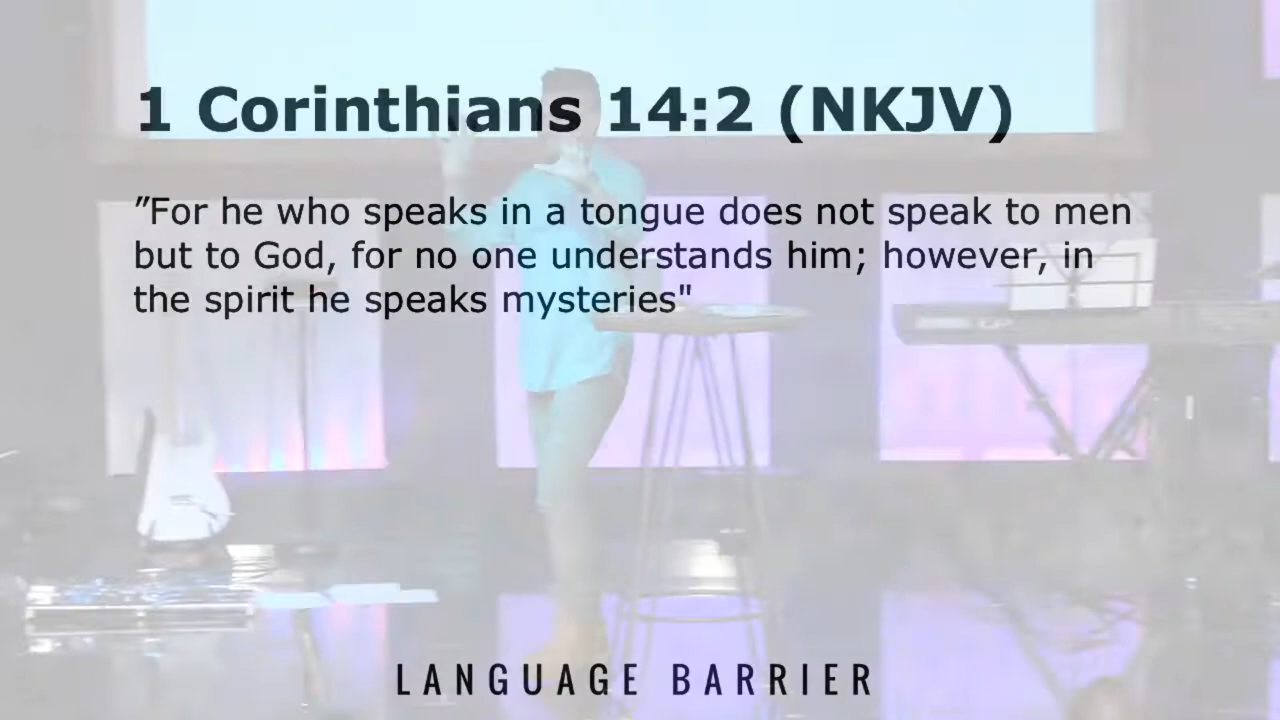 1 Corinthians 14:2 (NKJV)
”For he who speaks in a tongue does not speak to men
but to God, for no one understands him; however, in
the spirit he speaks mysteries"
LANGUAGE BARRIER